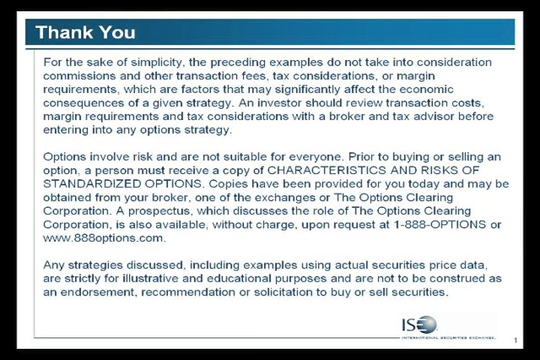 Thank You
For the sake of simplicity, the preceding examples do not take into consideration
commissions and other transaction fees, tax considerations, or margin
requirements, which are factors that may significantly affect the economic
consequences of a given strategy. An investor should review transaction costs,
margin requirements and tax considerations with a broker and tax advisor before
entering into any options strategy.
Options involve risk and are not suitable for everyone. Prior to buying or selling an
option, a person must receive a copy of CHARACTERISTICS AND RISKS OF
STANDARDIZED OPTIONS. Copies have been provided for you today and may be
obtained from your broker, one of the exchanges or The Options Clearing
Corporation. A prospectus, which discusses the role of The Options Clearing
Corporation, is also available, without charge, upon request at 1-888-OPTIONS or
www.888options.com.
Any strategies discussed, including examples using actual securities price data,
are strictly for illustrative and educational purposes and are not to be construed as
an endorsement, recommendation or solicitation to buy or sell securities.
ISE
INTERNATIONAL SECURITIES EXCHANGE.
1